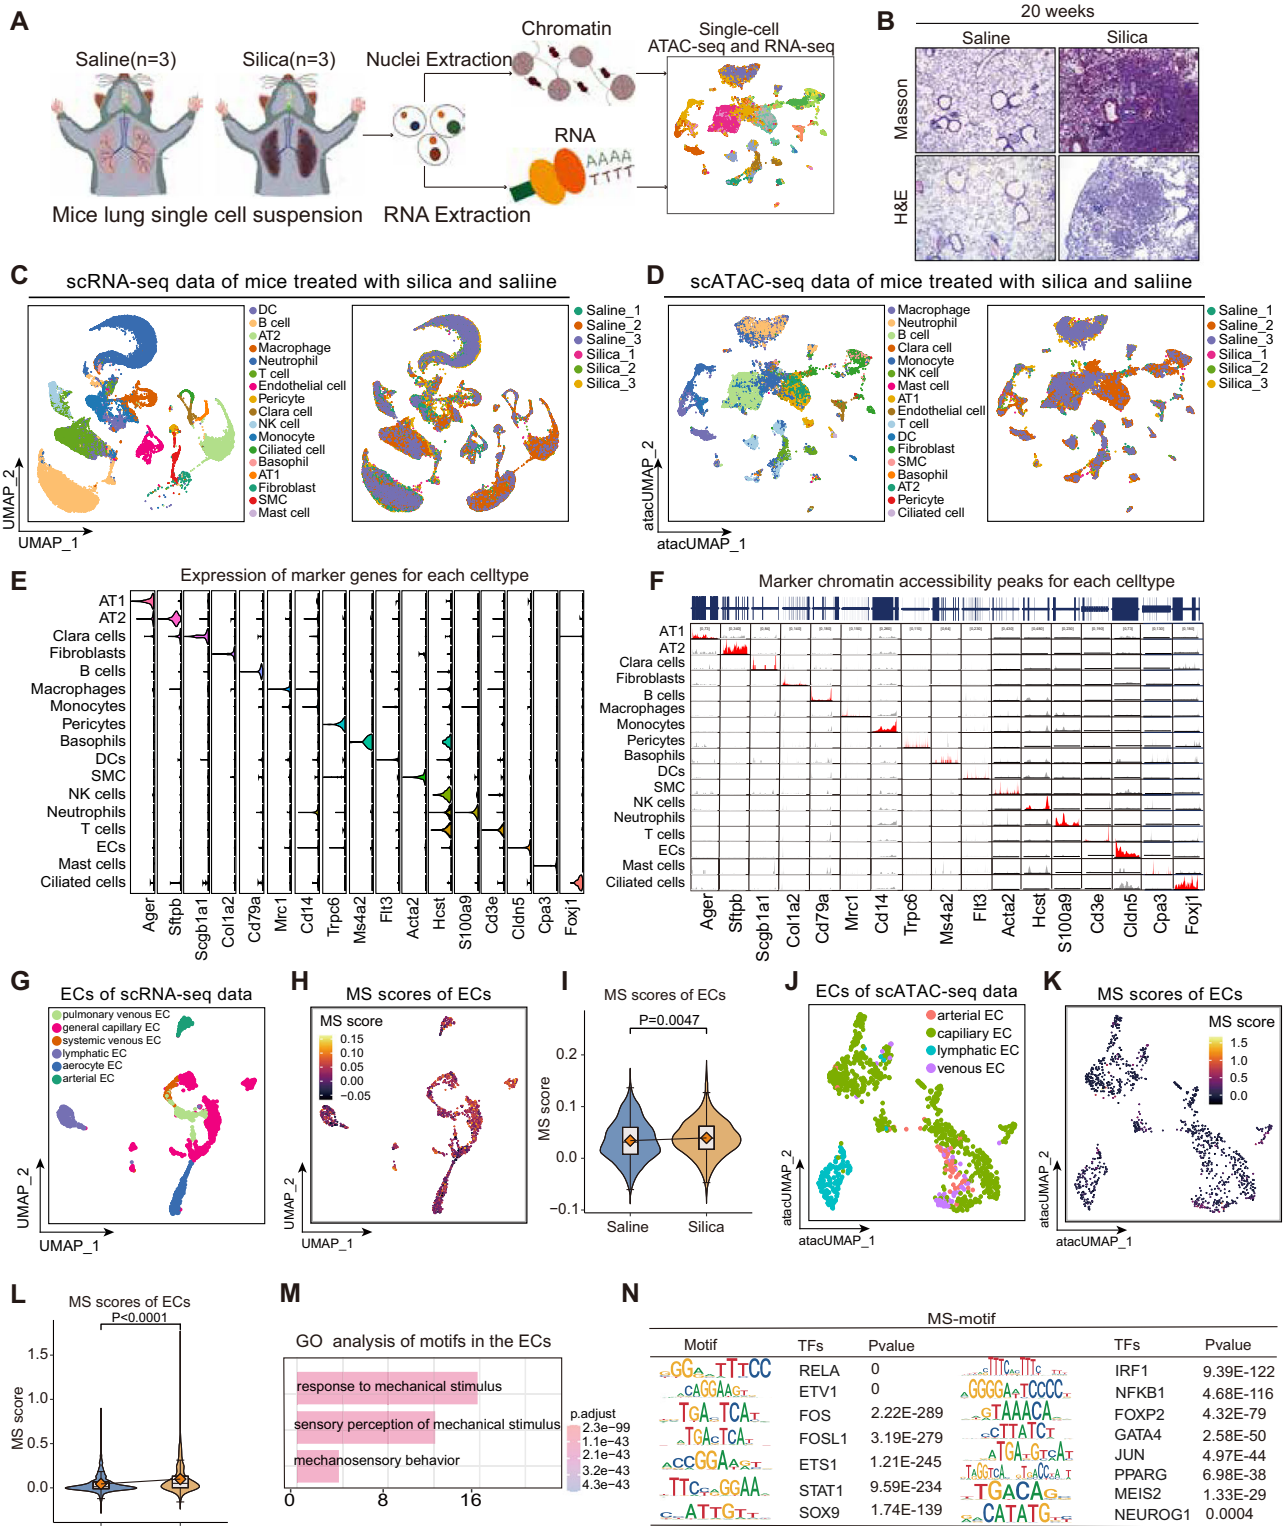 A
Saline(n=3)
Silica(n=3)
Nuclei Extraction
Chromatin
RNA
AAAA
TTTT
Single-cell
ATAC-seq and RNA-seq
Mice lung single cell suspension
RNA Extraction
B
20 weeks
Saline
Silica
Masson
H&E
C
scRNA-seq data of mice treated with silica and saliine
DC
B cell
AT2
Macrophage
Neutrophil
T cell
Endothelial cell
Pericyte
Clara cell
NK cell
Monocyte
Ciliated cell
Basophil
AT1
Fibroblast
SMC
Mast cell
Saline_1
Saline_2
Saline_3
Silica_1
Silica_2
Silica_3
UMAP_2
UMAP_1
D
scATAC-seq data of mice treated with silica and saline
Macrophage
Neutrophil
B cell
Clara cell
Monocyte
NK cell
Mast cell
AT1
Endothelial cell
T cell
DC
Fibroblast
SMC
Basophil
AT2
Pericyte
Ciliated cell
Saline_1
Saline_2
Saline_3
Silica_1
Silica_2
Silica_3
atacUMAP_2
atacUMAP_1
E
Expression of marker genes for each celltype
AT1
AT2
Clara cells
Fibroblasts
B cells
Macrophages
Monocytes
Pericytes
Basophils
DCs
SMC
NK cells
Neutrophils
T cells
ECs
Mast cells
Ciliated cells
Ager
Sftpb
Scgb1a1
Col1a2
Cd79a
Mrc1
Cd14
Trpc6
Ms4a2
Flt3
Acta2
Hcst
S100a9
Cd3e
Cldn5
Cpa3
Foxj1
F
Marker chromatin accessibility peaks for each celltype
AT1
AT2
Clara cells
Fibroblasts
B cells
Macrophages
Monocytes
Pericytes
Basophils
DCs
SMC
NK cells
Neutrophils
T cells
ECs
Mast cells
Ciliated cells
Ager
Sftpb
Scgb1a1
Col1a2
Cd79a
Mrc1
Cd14
Trpc6
Ms4a2
Flt3
Acta2
Hcst
S100a9
Cd3e
Cldn5
Cpa3
Foxj1
G
ECs of scRNA-seq data
pulmonary venous EC
general capillary EC
systemic venous EC
lymphatic EC
aerocyte EC
arterial EC
UMAP_2
UMAP_1
H
MS scores of ECs
MS score
0.15
0.10
0.05
0.00
−0.05
UMAP_2
UMAP_1
I
MS scores of ECs
P=0.0047
MS score
0.2
0.1
0.0
−0.1
Saline
Silica
J
ECs of scATAC-seq data
arterial EC
capillary EC
lymphatic EC
venous EC
atacUMAP_2
atacUMAP_1
K
MS scores of ECs
MS score
1.5
1.0
0.5
0.0
atacUMAP_2
atacUMAP_1
L
MS scores of ECs
P<0.0001
MS score
1.5
1.0
0.5
0.0
M
GO analysis of motifs in the ECs
response to mechanical stimulus
sensory perception of mechanical stimulus
mechanosensory behavior
0
8
16
p.adjust
2.3e−99
1.1e−43
2.1e−43
3.2e−43
4.3e−43
N
MS-motif
Motif TFs Pvalue TFs Pvalue
RELA 0 IRF1 9.39E-122
ETV1 0 NFKB1 4.68E-116
FOS 2.22E-289 FOXP2 4.32E-79
FOSL1 3.19E-279 GATA4 2.58E-50
ETS1 1.21E-245 JUN 4.97E-44
STAT1 9.59E-234 PPARG 6.98E-38
SOX9 1.74E-139 MEIS2 1.33E-29
NEUROG1 0.0004